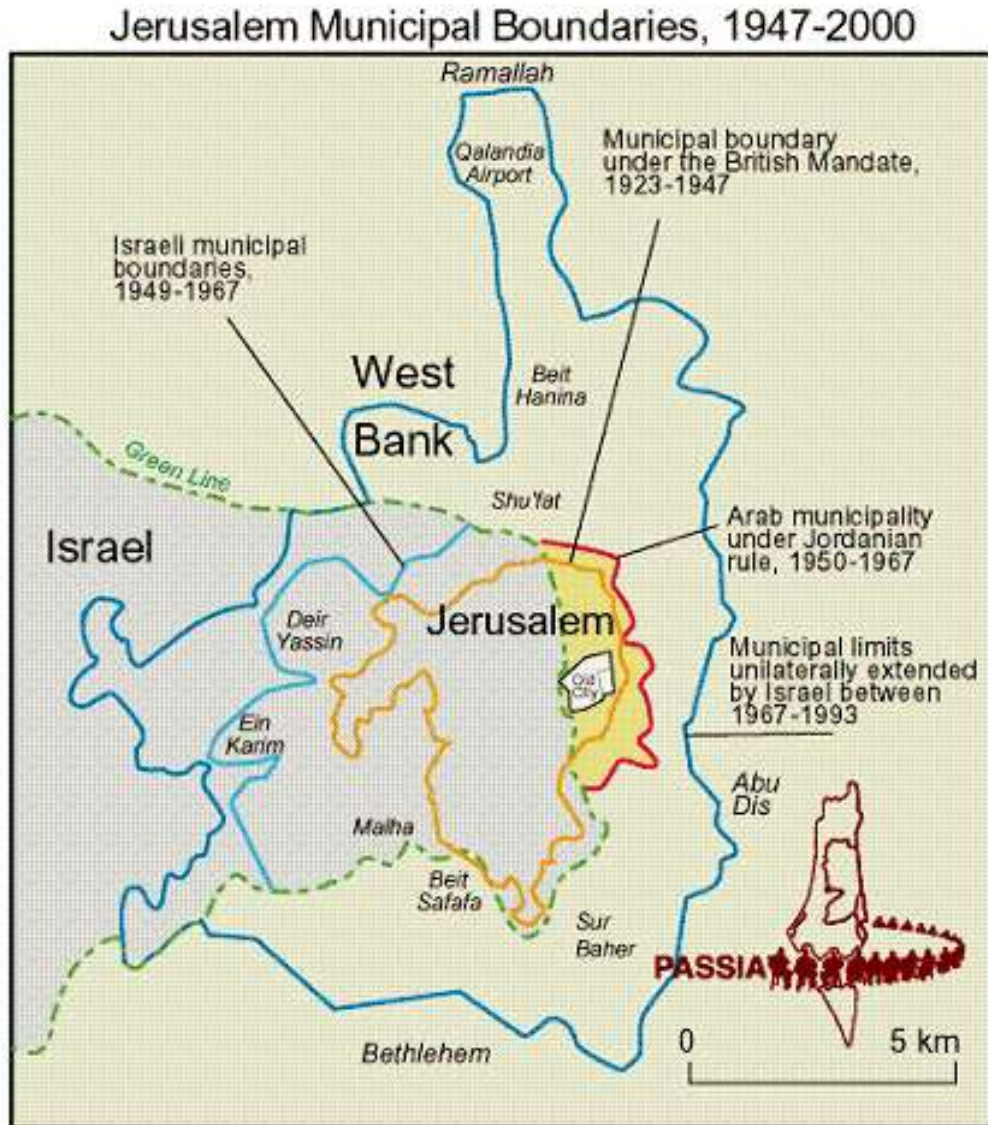 Jerusalem Municipal Boundaries, 1947-2000
Ramallah
Qalandia
Airport
Municipal boundary
under the British Mandate,
1923-1947
Israeli municipal
boundaries,
1949-1967
West
Bank
Beit
Hanina
Green Line
Shu'fat
Israel
Arab municipality
under Jordanian
rule, 1950-1967
Deir
Yassin
Jerusalem
Old
City
Municipal limits
unilaterally extended
by Israel between
1967-1993
Ein
Karim
Abu
Dis
Malha
Beit
Safafa
Sur
Baher
PASSIA
0 5 km
Bethlehem